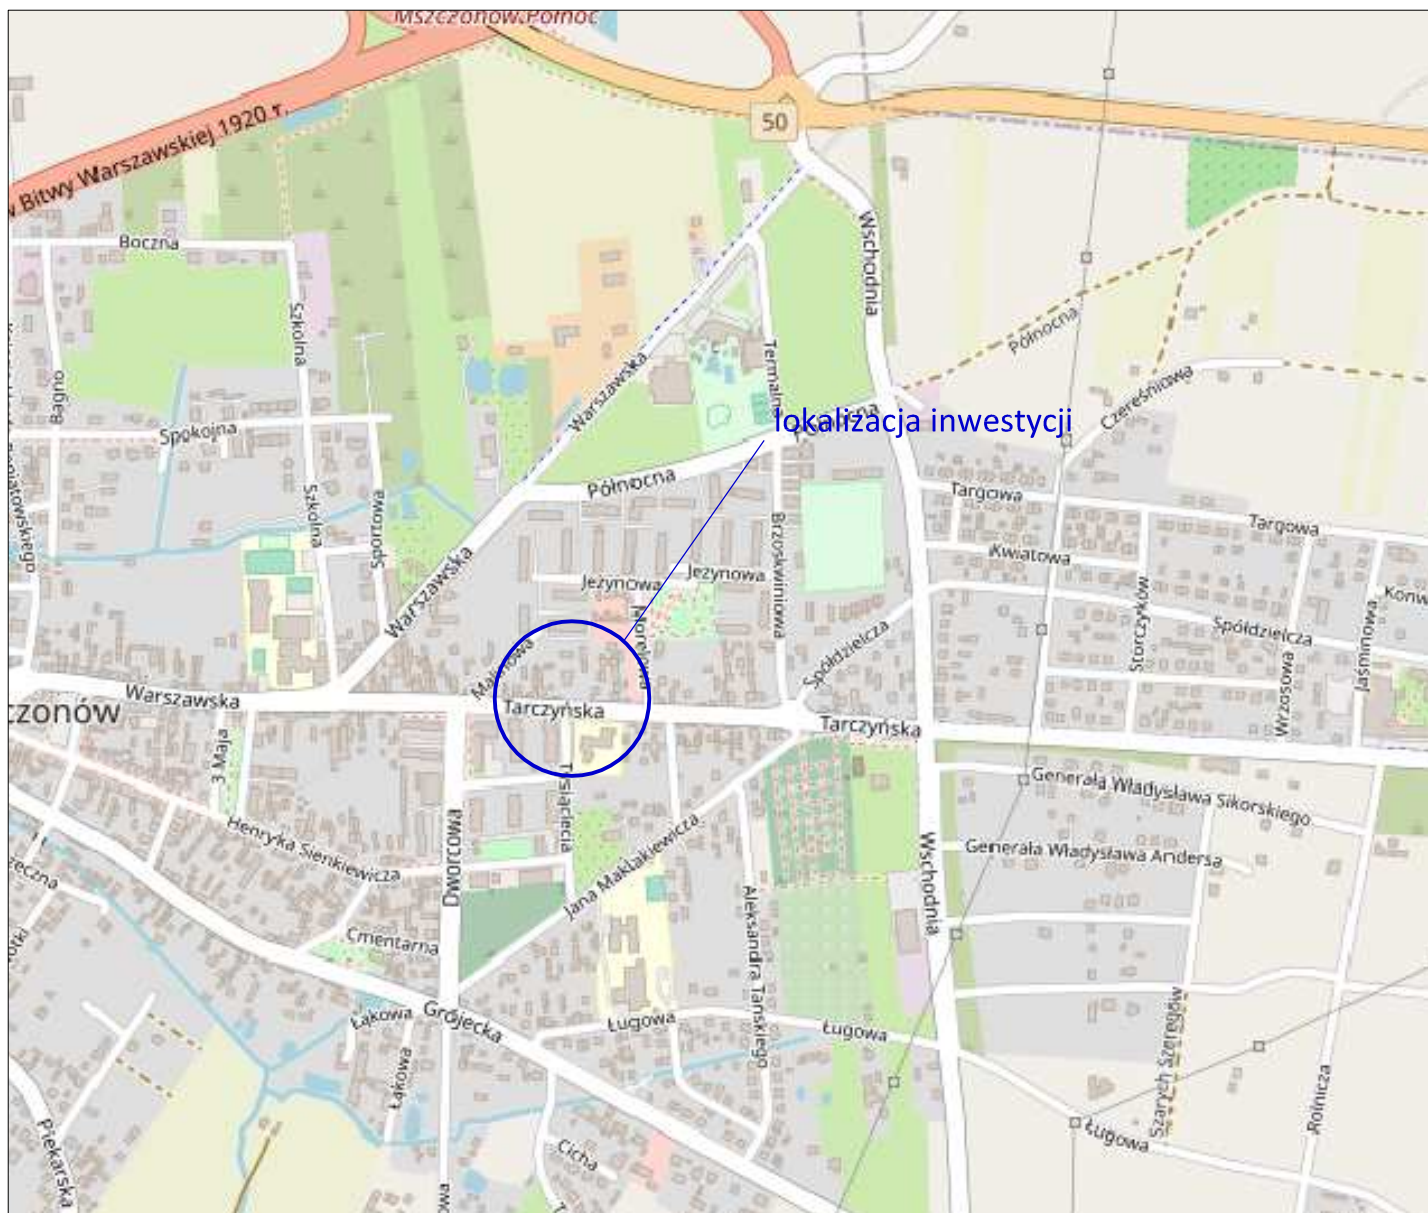 Mszczonów Północ
50
Bitwy Warszawskiej 1920 r.
Boczna
Wschodnia
Szkolna
Północna
Warszawska
Termalna
Czereśniowa
Bagno
lokalizacja inwestycji
Spokojna
Północna
Targowa
Targowa
Szkolna
Sportowa
Brzoskwiniowa
Kwiatowa
Jeżynowa
Jeżynowa
Warszawska
Morelowa
Storczyków
Spółdzielcza
Spółdzielcza
Jaśminowa
Konw
Malinowa
Wrzosowa
Warszawska
Tarczyńska
Tarczyńska
czonów
3 Maja
Tysiąclecia
Generała Władysława Sikorskiego
Henryka Sienkiewicza
Dworcowa
Jana Maklakiewicza
Wschodnia
Generała Władysława Andersa
Aleksandra Tańskiego
Cmentarna
Łąkowa
Grójecka
Ługowa
Ługowa
Łąkowa
Szarych Szeregów
Rolnicza
Piekarska
Cicha
Ługowa